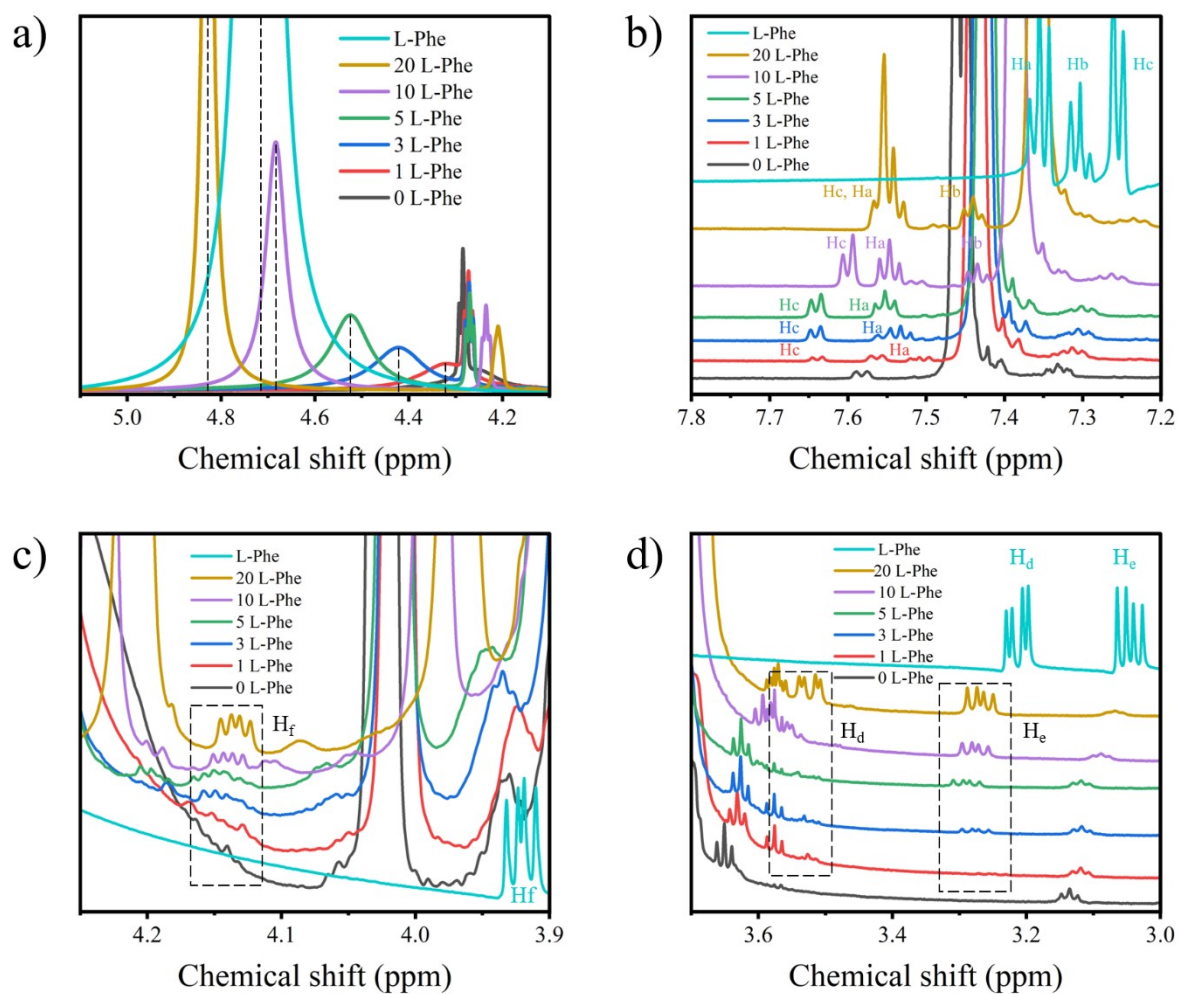 a)
L-Phe
20 L-Phe
10 L-Phe
5 L-Phe
3 L-Phe
1 L-Phe
0 L-Phe
5.0 4.8 4.6 4.4 4.2
Chemical shift (ppm)
b)
L-Phe
20 L-Phe
10 L-Phe
5 L-Phe
3 L-Phe
1 L-Phe
0 L-Phe
Ha Hb Hc
Hc, Ha Hb
Hc Ha Hb
Hc Ha
Hc Ha
Hc Ha
7.8 7.7 7.6 7.5 7.4 7.3 7.2
Chemical shift (ppm)
c)
L-Phe
20 L-Phe
10 L-Phe
5 L-Phe
3 L-Phe
1 L-Phe
0 L-Phe
Hf
Hf
4.2 4.1 4.0 3.9
Chemical shift (ppm)
d)
L-Phe
20 L-Phe
10 L-Phe
5 L-Phe
3 L-Phe
1 L-Phe
0 L-Phe
Hd He
Hd He
3.6 3.4 3.2 3.0
Chemical shift (ppm)